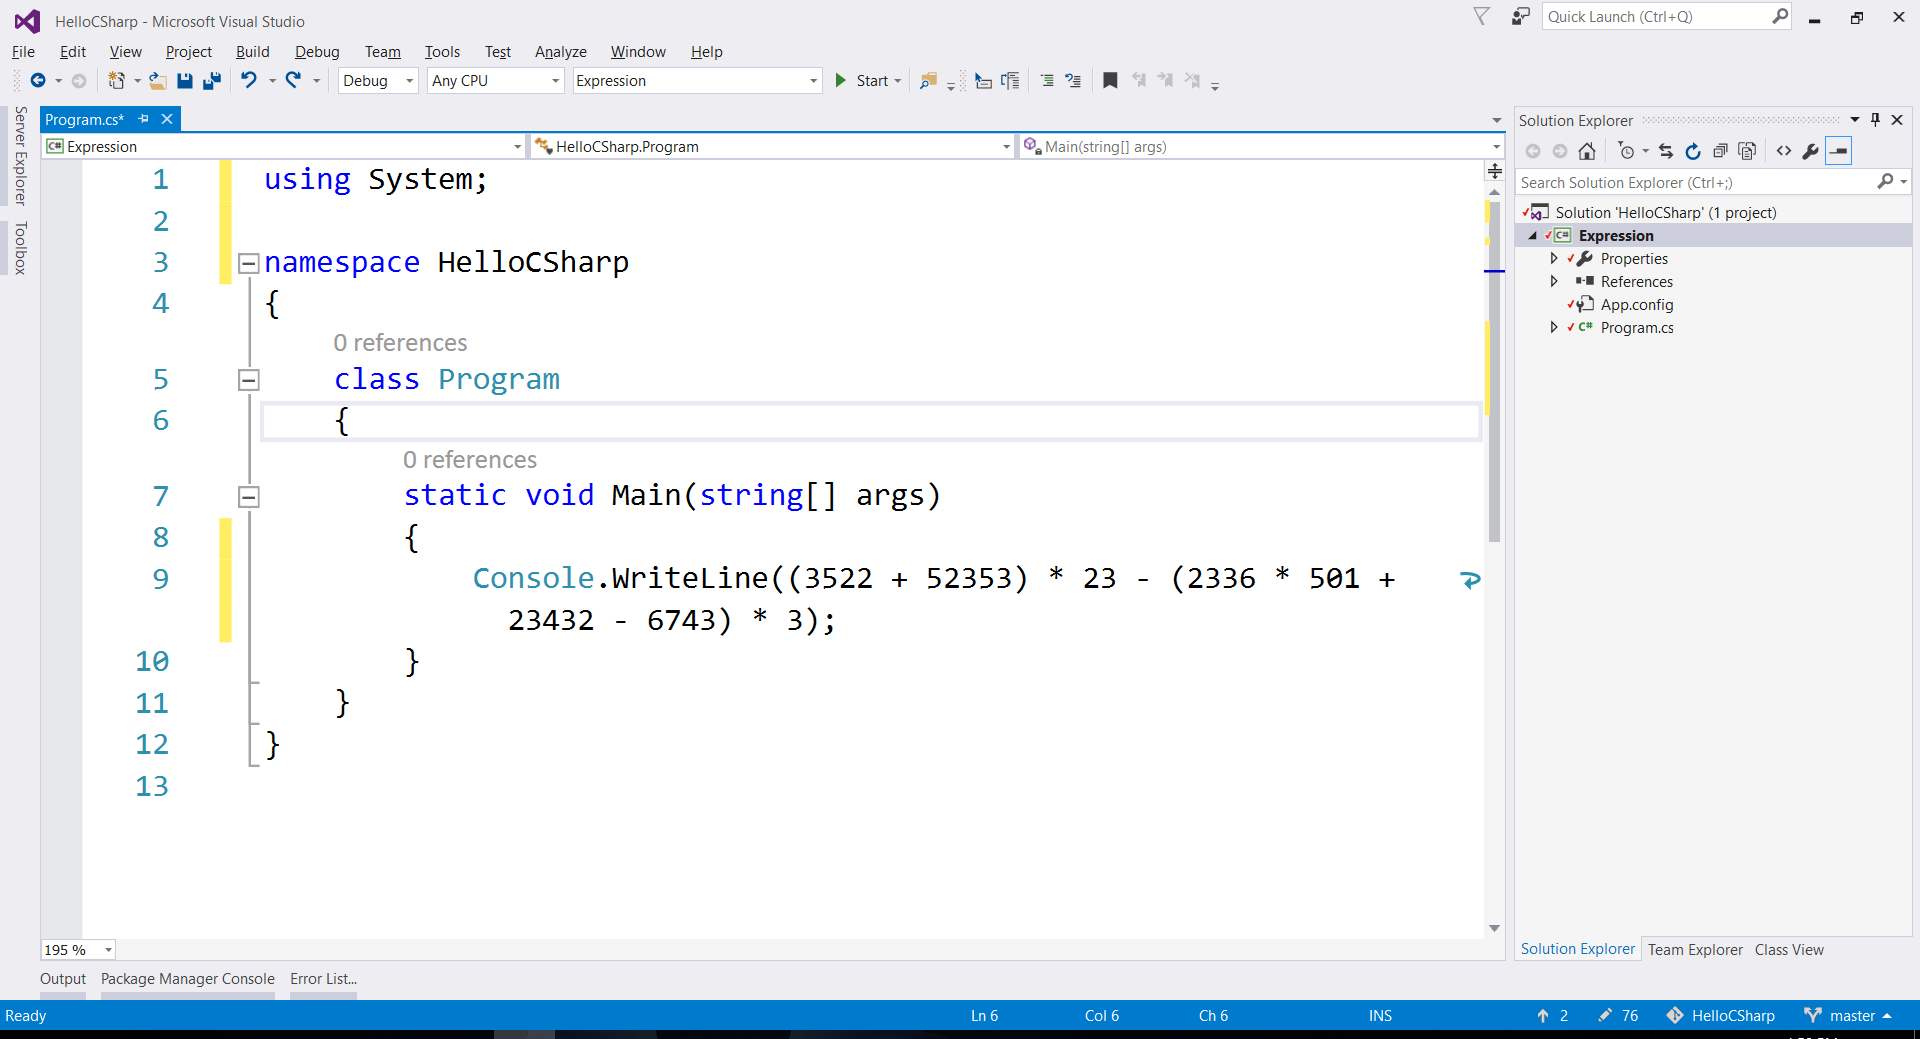 HelloCSharp - Microsoft Visual Studio
Quick Launch (Ctrl+Q)
File Edit View Project Build Debug Team Tools Test Analyze Window Help
Debug Any CPU Expression Start
Server Explorer
Toolbox
Program.cs*
Expression HelloCSharp.Program Main(string[] args)
1 using System;
2
3 namespace HelloCSharp
4 {
0 references
5 class Program
6 {
0 references
7 static void Main(string[] args)
8 {
9 Console.WriteLine((3522 + 52353) * 23 - (2336 * 501 +
23432 - 6743) * 3);
10 }
11 }
12 }
13
195 %
Solution Explorer
Search Solution Explorer (Ctrl+;)
Solution 'HelloCSharp' (1 project)
C# Expression
Properties
References
App.config
C# Program.cs
Solution Explorer Team Explorer Class View
Output Package Manager Console Error List...
Ready Ln 6 Col 6 Ch 6 INS 2 76 HelloCSharp master